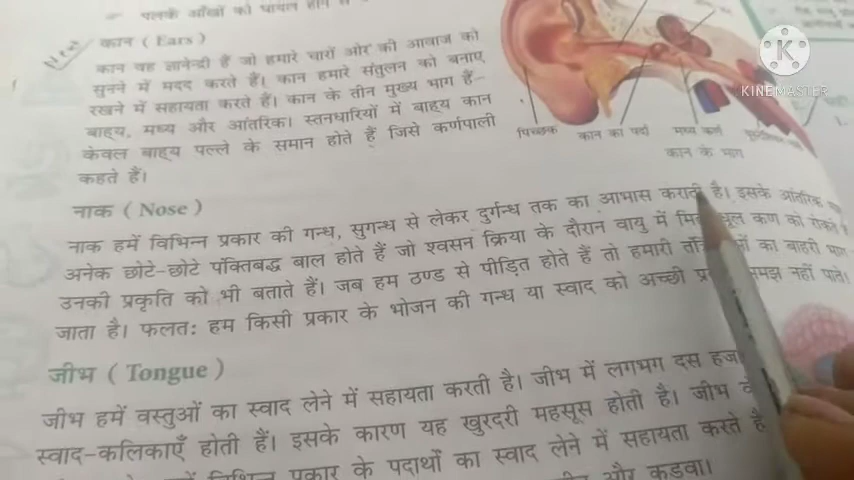 पलकें आँखों को घायल होने से
कान (Ears)
कान वह ज्ञानेन्द्री हैं जो हमारे चारों ओर की आवाज को
सुनने में मदद करते हैं। कान हमारे संतुलन को बनाए
रखने में सहायता करते हैं। कान के तीन मुख्य भाग हैं-
बाह्य, मध्य और आंतरिक। स्तनधारियों में बाह्य कान
केवल बाह्य पल्ले के समान होते हैं जिसे कर्णपाली
कहते हैं।
पिच्छक कान का पर्दा मध्य कर्ण
कान के भाग
KINEMASTER
नाक (Nose)
नाक हमें विभिन्न प्रकार की गन्ध, सुगन्ध से लेकर दुर्गन्ध तक का आभास कराती है। इसके आंतरिक
अनेक छोटे-छोटे पंक्तिबद्ध बाल होते हैं जो श्वसन क्रिया के दौरान वायु में धूल कण को रोकते
उनकी प्रकृति को भी बताते हैं। जब हम ठण्ड से पीड़ित होते हैं तो हमारी का बाहरी भाग
जाता है। फलतः हम किसी प्रकार के भोजन की गन्ध या स्वाद को अच्छी समझ नहीं पाते।
जीभ (Tongue)
जीभ हमें वस्तुओं का स्वाद लेने में सहायता करती है। जीभ में लगभग दस
स्वाद-कलिकाएँ होती हैं। इसके कारण यह खुरदरी महसूस होती है। जीभ
विभिन्न प्रकार के पदार्थों का स्वाद लेने में सहायता करते हैं
और कडवा।